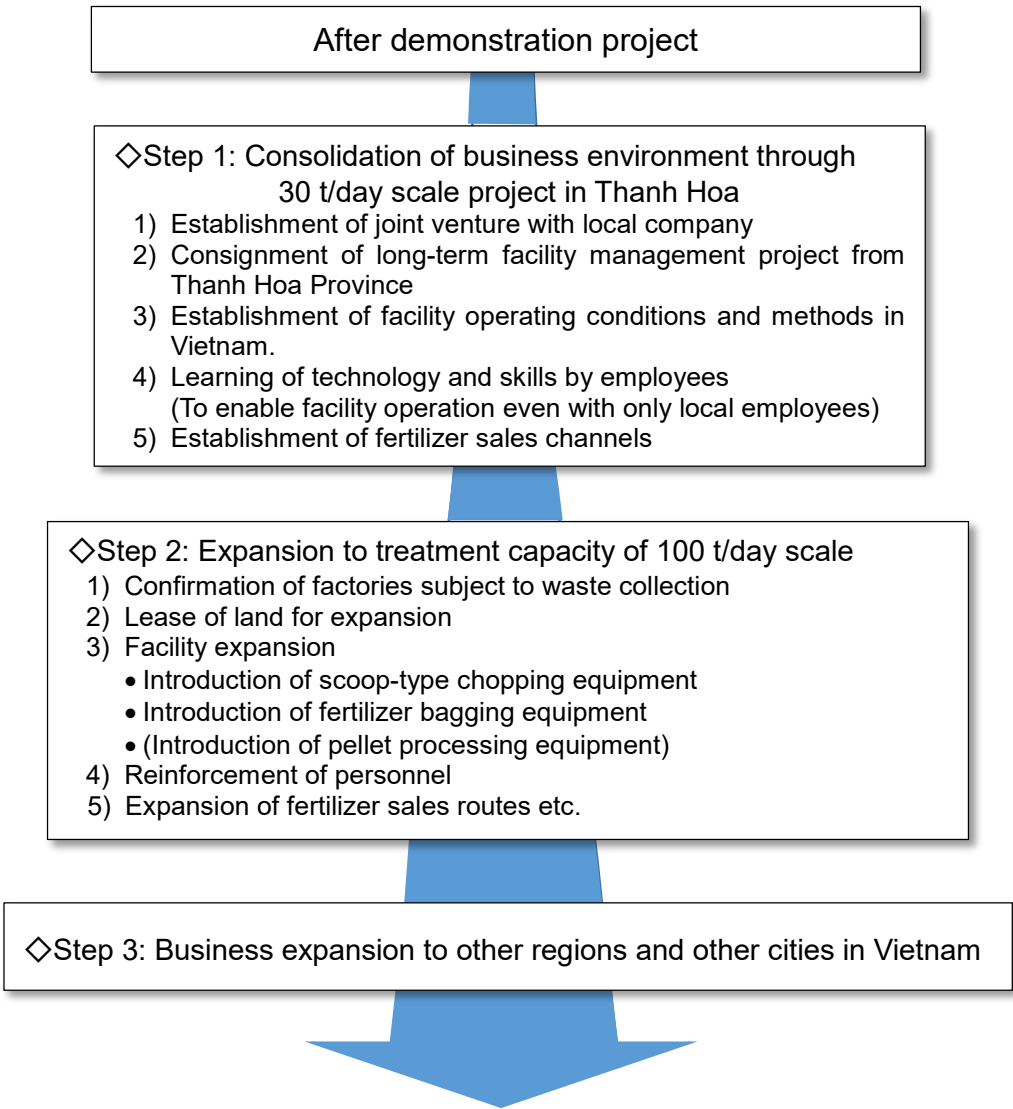 After demonstration project
◇Step 1: Consolidation of business environment through
30 t/day scale project in Thanh Hoa
1) Establishment of joint venture with local company
2) Consignment of long-term facility management project from
Thanh Hoa Province
3) Establishment of facility operating conditions and methods in
Vietnam.
4) Learning of technology and skills by employees
(To enable facility operation even with only local employees)
5) Establishment of fertilizer sales channels
◇Step 2: Expansion to treatment capacity of 100 t/day scale
1) Confirmation of factories subject to waste collection
2) Lease of land for expansion
3) Facility expansion
• Introduction of scoop-type chopping equipment
• Introduction of fertilizer bagging equipment
• (Introduction of pellet processing equipment)
4) Reinforcement of personnel
5) Expansion of fertilizer sales routes etc.
◇Step 3: Business expansion to other regions and other cities in Vietnam